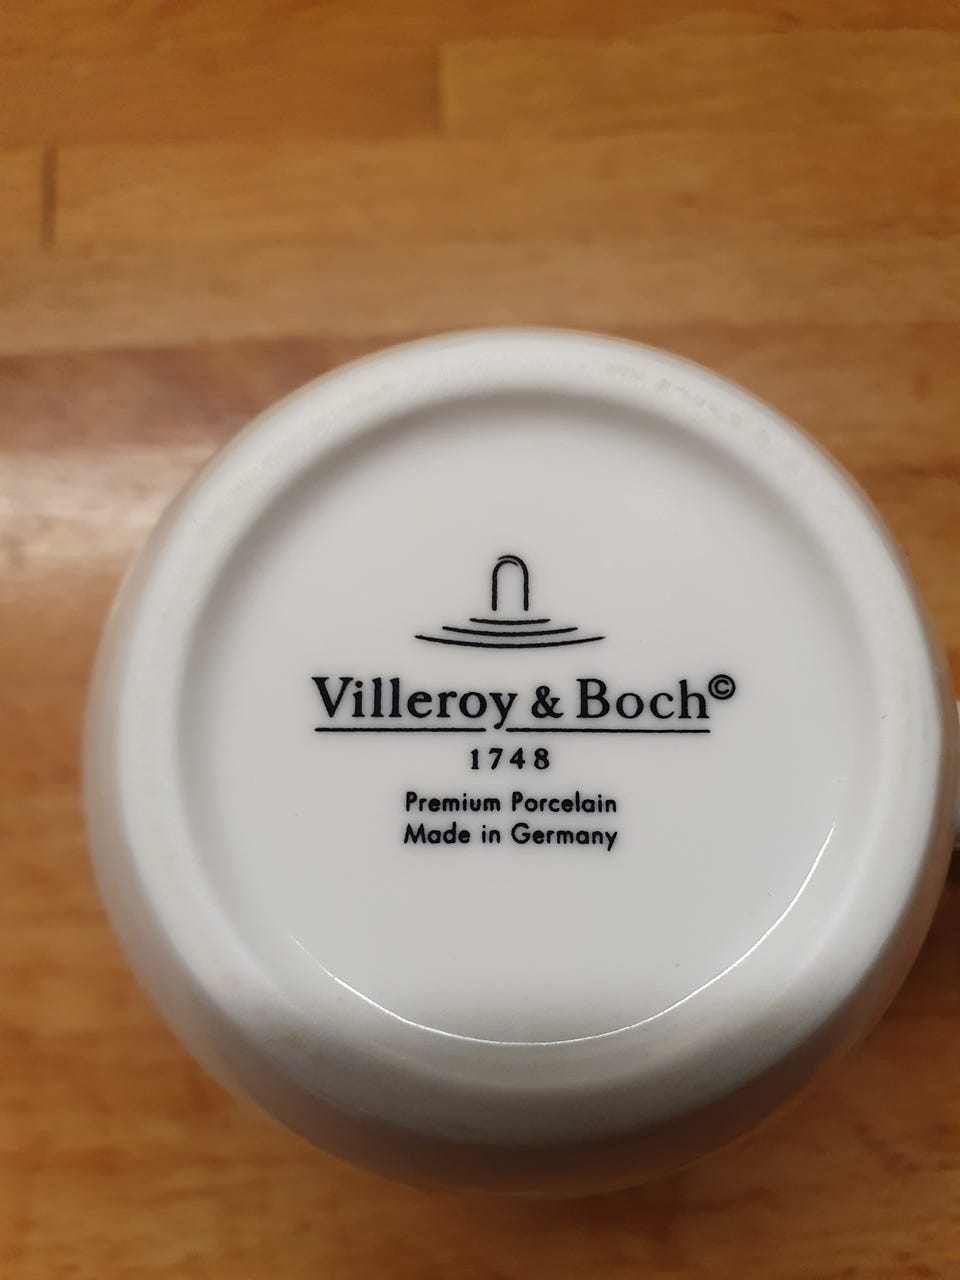 Villeroy & Boch©
1748
Premium Porcelain
Made in Germany